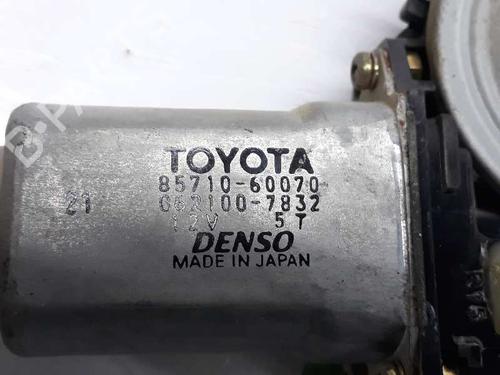 TOYOTA
85710-60070
21 062100-7832
12V 5T
DENSO
MADE IN JAPAN